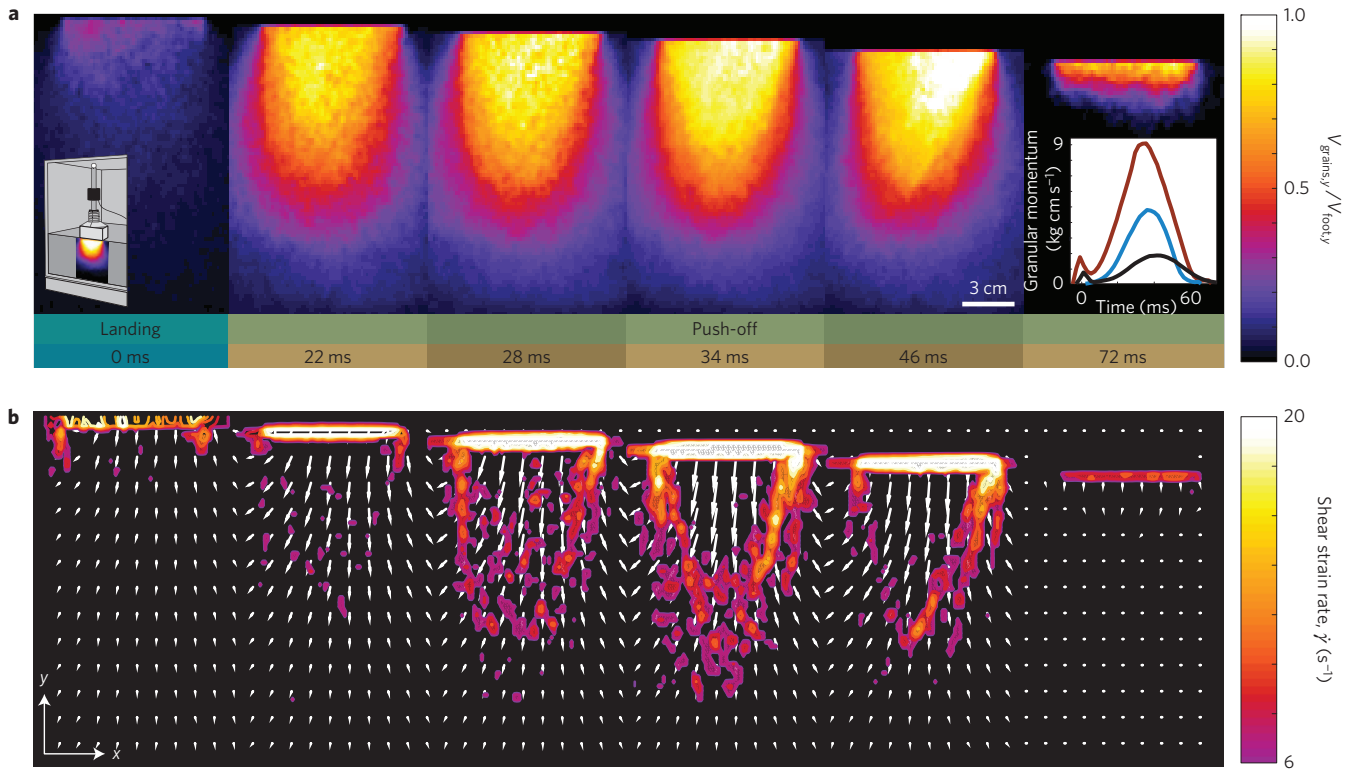 a
Landing
Push-off
0 ms
22 ms
28 ms
34 ms
46 ms
72 ms
3 cm
Granular momentum
(kg cm s⁻¹)
9
0
0
60
Time (ms)
1.0
0.5
0.0
V_grains,y/V_foot,y
b
y
x
20
6
Shear strain rate, γ̇ (s⁻¹)